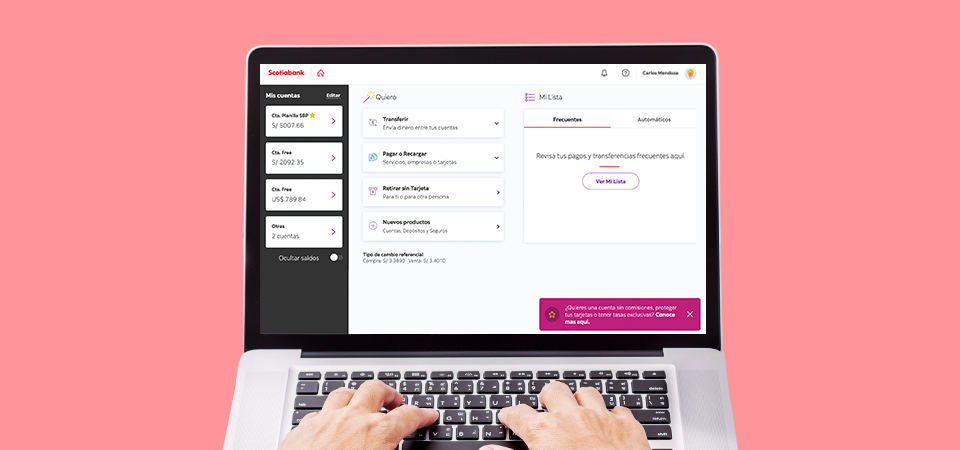 Scotiabank
Carlos Mendoza
Mis cuentas
Editar
Cta. Planilla SBP
S/ 5007.66
Cta. Free
S/ 2092.35
Cta. Free
US$ 789.84
Otras
2 cuentas
Ocultar saldos
Quiero
Transferir
Envía dinero entre tus cuentas
Pagar o Recargar
Servicios, empresas o tarjetas
Retirar sin Tarjeta
Para ti o para otra persona
Nuevos productos
Cuentas, Depósitos y Seguros
Tipo de cambio referencial
Compra: S/ 3.3890 Venta: S/ 3.4010
Mi Lista
Frecuentes
Automáticos
Revisa tus pagos y transferencias frecuentes aquí.
Ver Mi Lista
¿Quieres una cuenta sin comisiones, proteger
tus tarjetas o tener tasas exclusivas? Conoce
mas aquí.
delete
return